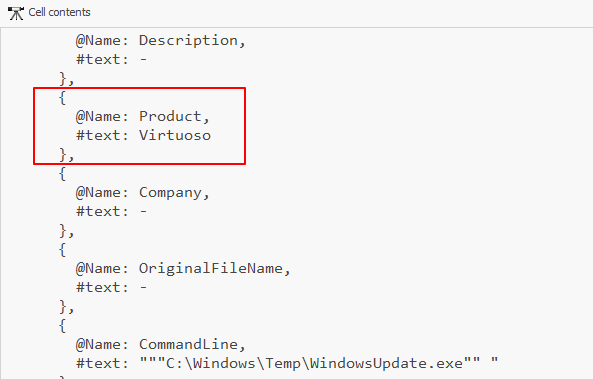 Cell contents
@Name: Description,
#text: -
},
{
@Name: Product,
#text: Virtuoso
},
{
@Name: Company,
#text: -
},
{
@Name: OriginalFileName,
#text: -
},
{
@Name: CommandLine,
#text: """C:\Windows\Temp\WindowsUpdate.exe"" "